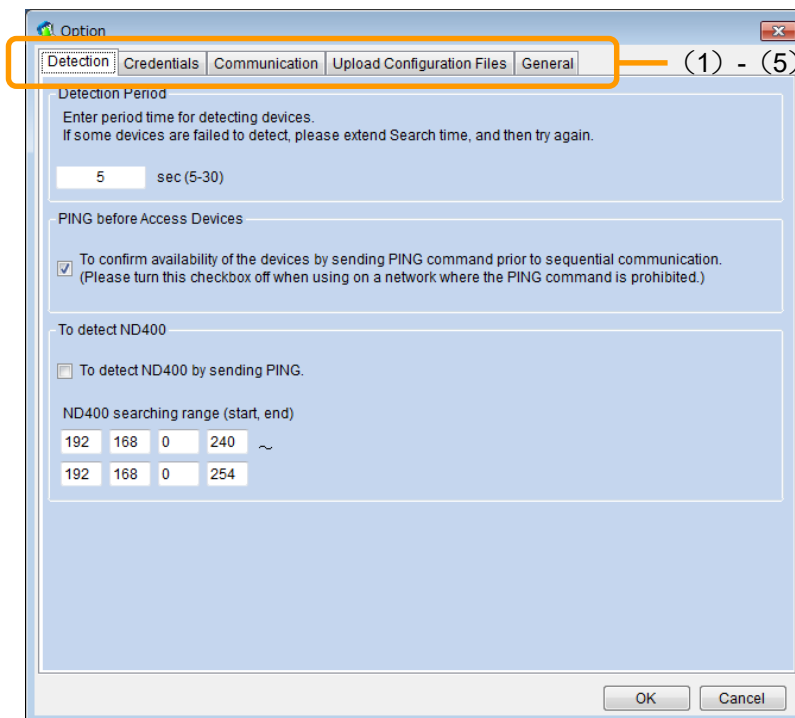 Option
Detection Credentials Communication Upload Configuration Files General
(1) - (5)
Detection Period
Enter period time for detecting devices.
If some devices are failed to detect, please extend Search time, and then try again.
5 sec (5-30)
PING before Access Devices
To confirm availability of the devices by sending PING command prior to sequential communication.
(Please turn this checkbox off when using on a network where the PING command is prohibited.)
To detect ND400
To detect ND400 by sending PING.
ND400 searching range (start, end)
192 168 0 240 ～
192 168 0 254
OK Cancel